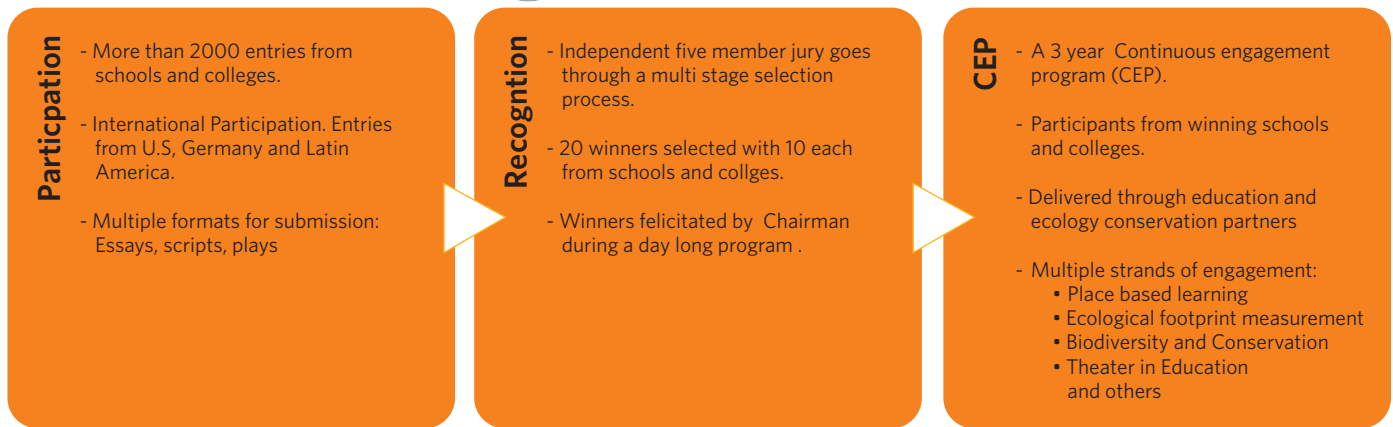 Particpation
- More than 2000 entries from
schools and colleges.
- International Participation. Entries
from U.S, Germany and Latin
America.
- Multiple formats for submission:
Essays, scripts, plays
Recogntion
- Independent five member jury goes
through a multi stage selection
process.
- 20 winners selected with 10 each
from schools and collges.
- Winners felicitated by Chairman
during a day long program .
CEP
- A 3 year Continuous engagement
program (CEP).
- Participants from winning schools
and colleges.
- Delivered through education and
ecology conservation partners
- Multiple strands of engagement:
• Place based learning
• Ecological footprint measurement
• Biodiversity and Conservation
• Theater in Education
and others